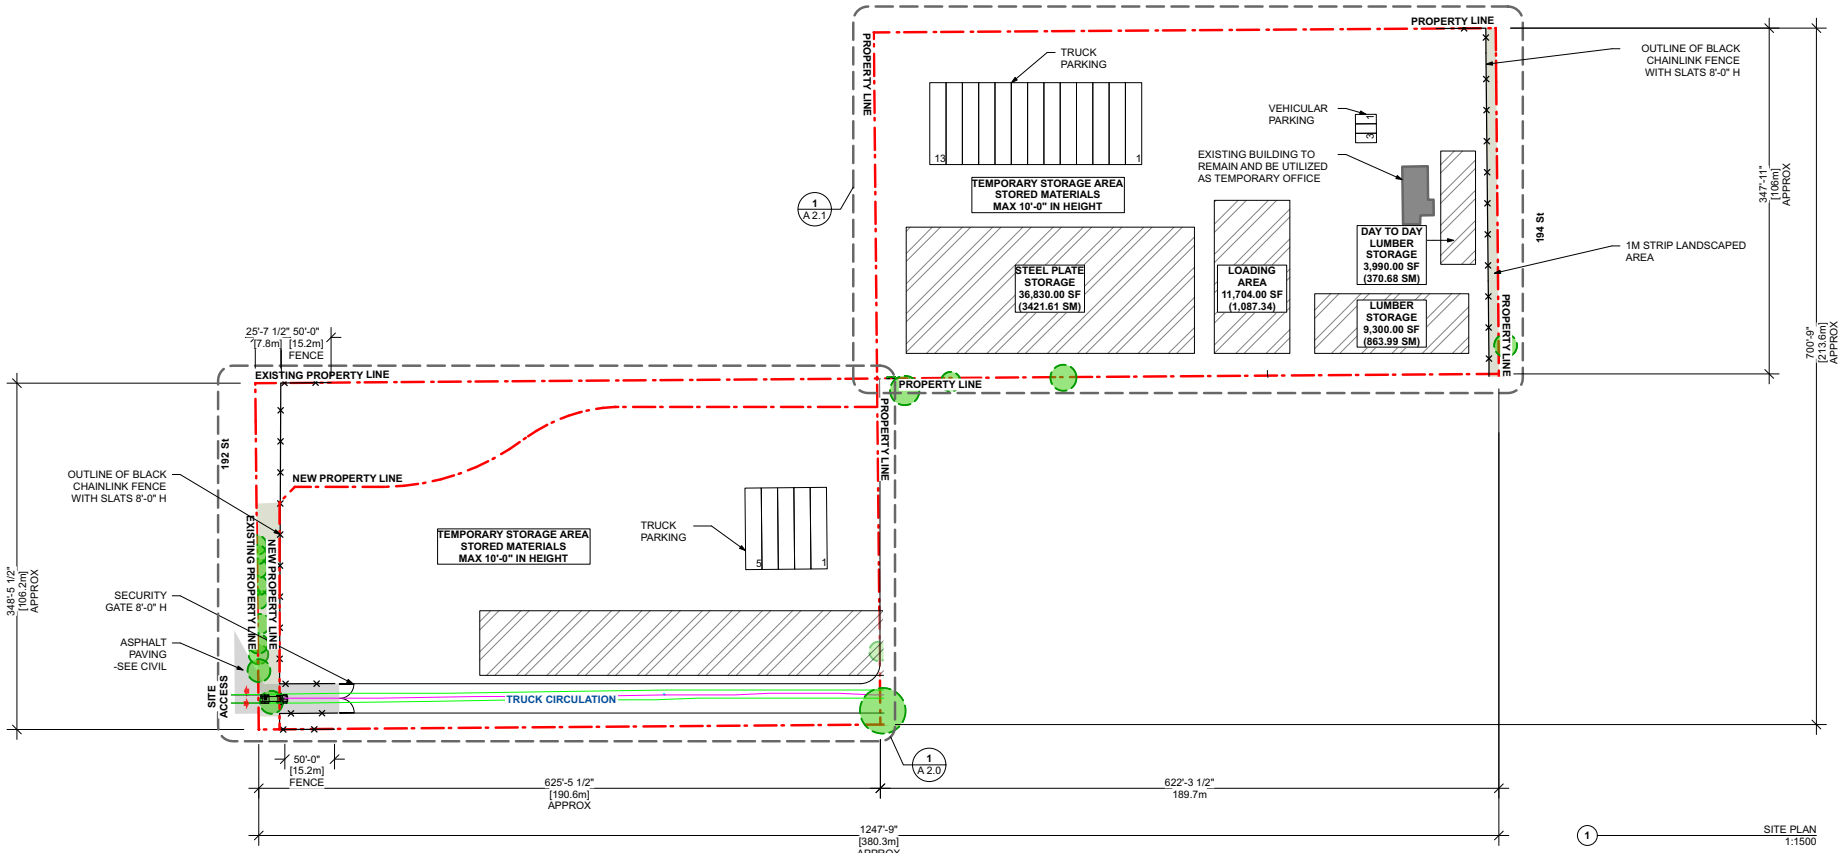 PROPERTY LINE
PROPERTY LINE
TRUCK
PARKING
OUTLINE OF BLACK
CHAINLINK FENCE
WITH SLATS 8'-0" H
VEHICULAR
PARKING
1
3
13
1
EXISTING BUILDING TO
REMAIN AND BE UTILIZED
AS TEMPORARY OFFICE
TEMPORARY STORAGE AREA
STORED MATERIALS
MAX 10'-0" IN HEIGHT
1
A 2.1
347'-11"
[106m]
APPROX
194 St
DAY TO DAY
LUMBER
STORAGE
3,990.00 SF
(370.68 SM)
1M STRIP LANDSCAPED
AREA
STEEL PLATE
STORAGE
36,830.00 SF
(3421.61 SM)
LOADING
AREA
11,704.00 SF
(1,087.34)
LUMBER
STORAGE
9,300.00 SF
(863.99 SM)
PROPERTY LINE
700'-9"
[213.6m]
APPROX
25'-7 1/2"
[7.8m]
50'-0"
[15.2m]
FENCE
EXISTING PROPERTY LINE
PROPERTY LINE
PROPERTY LINE
192 St
OUTLINE OF BLACK
CHAINLINK FENCE
WITH SLATS 8'-0" H
NEW PROPERTY LINE
TRUCK
PARKING
5
1
TEMPORARY STORAGE AREA
STORED MATERIALS
MAX 10'-0" IN HEIGHT
EXISTING PROPERTY LINE
NEW PROPERTY LINE
348'-5 1/2"
[106.2m]
APPROX
SECURITY
GATE 8'-0" H
ASPHALT
PAVING
-SEE CIVIL
SITE
ACCESS
TRUCK CIRCULATION
1
A 2.0
50'-0"
[15.2m]
FENCE
625'-5 1/2"
[190.6m]
APPROX
622'-3 1/2"
189.7m
1247'-9"
[380.3m]
APPROX
1
SITE PLAN
1:1500